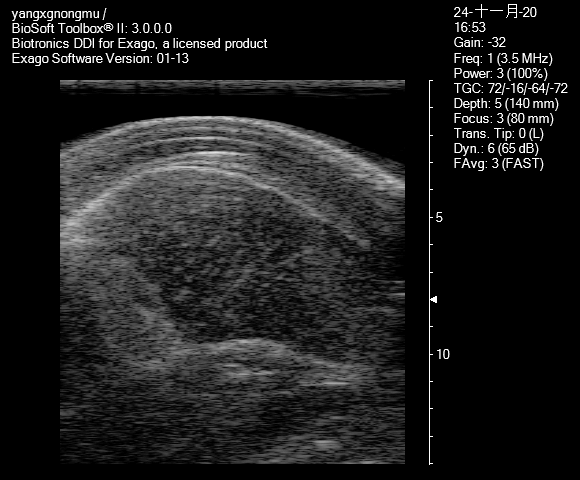 yangxgnongmu /
BioSoft Toolbox® II: 3.0.0.0
Biotronics DDI for Exago, a licensed product
Exago Software Version: 01-13
24-十一月-20
16:53
Gain: -32
Freq: 1 (3.5 MHz)
Power: 3 (100%)
TGC: 72/-16/-64/-72
Depth: 5 (140 mm)
Focus: 3 (80 mm)
Trans. Tip: 0 (L)
Dyn.: 6 (65 dB)
FAvg: 3 (FAST)
5
10